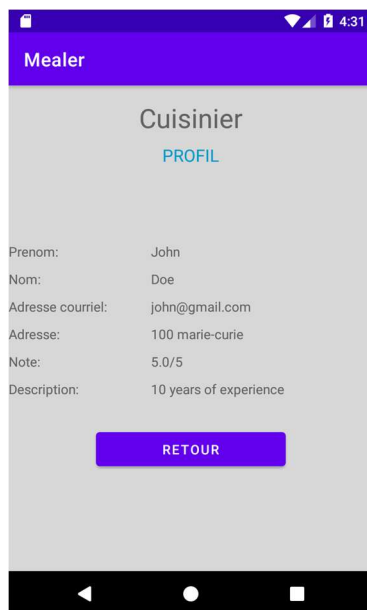 4:31
Mealer
Cuisinier
PROFIL
Prenom: John
Nom: Doe
Adresse courriel: john@gmail.com
Adresse: 100 marie-curie
Note: 5.0/5
Description: 10 years of experience
RETOUR